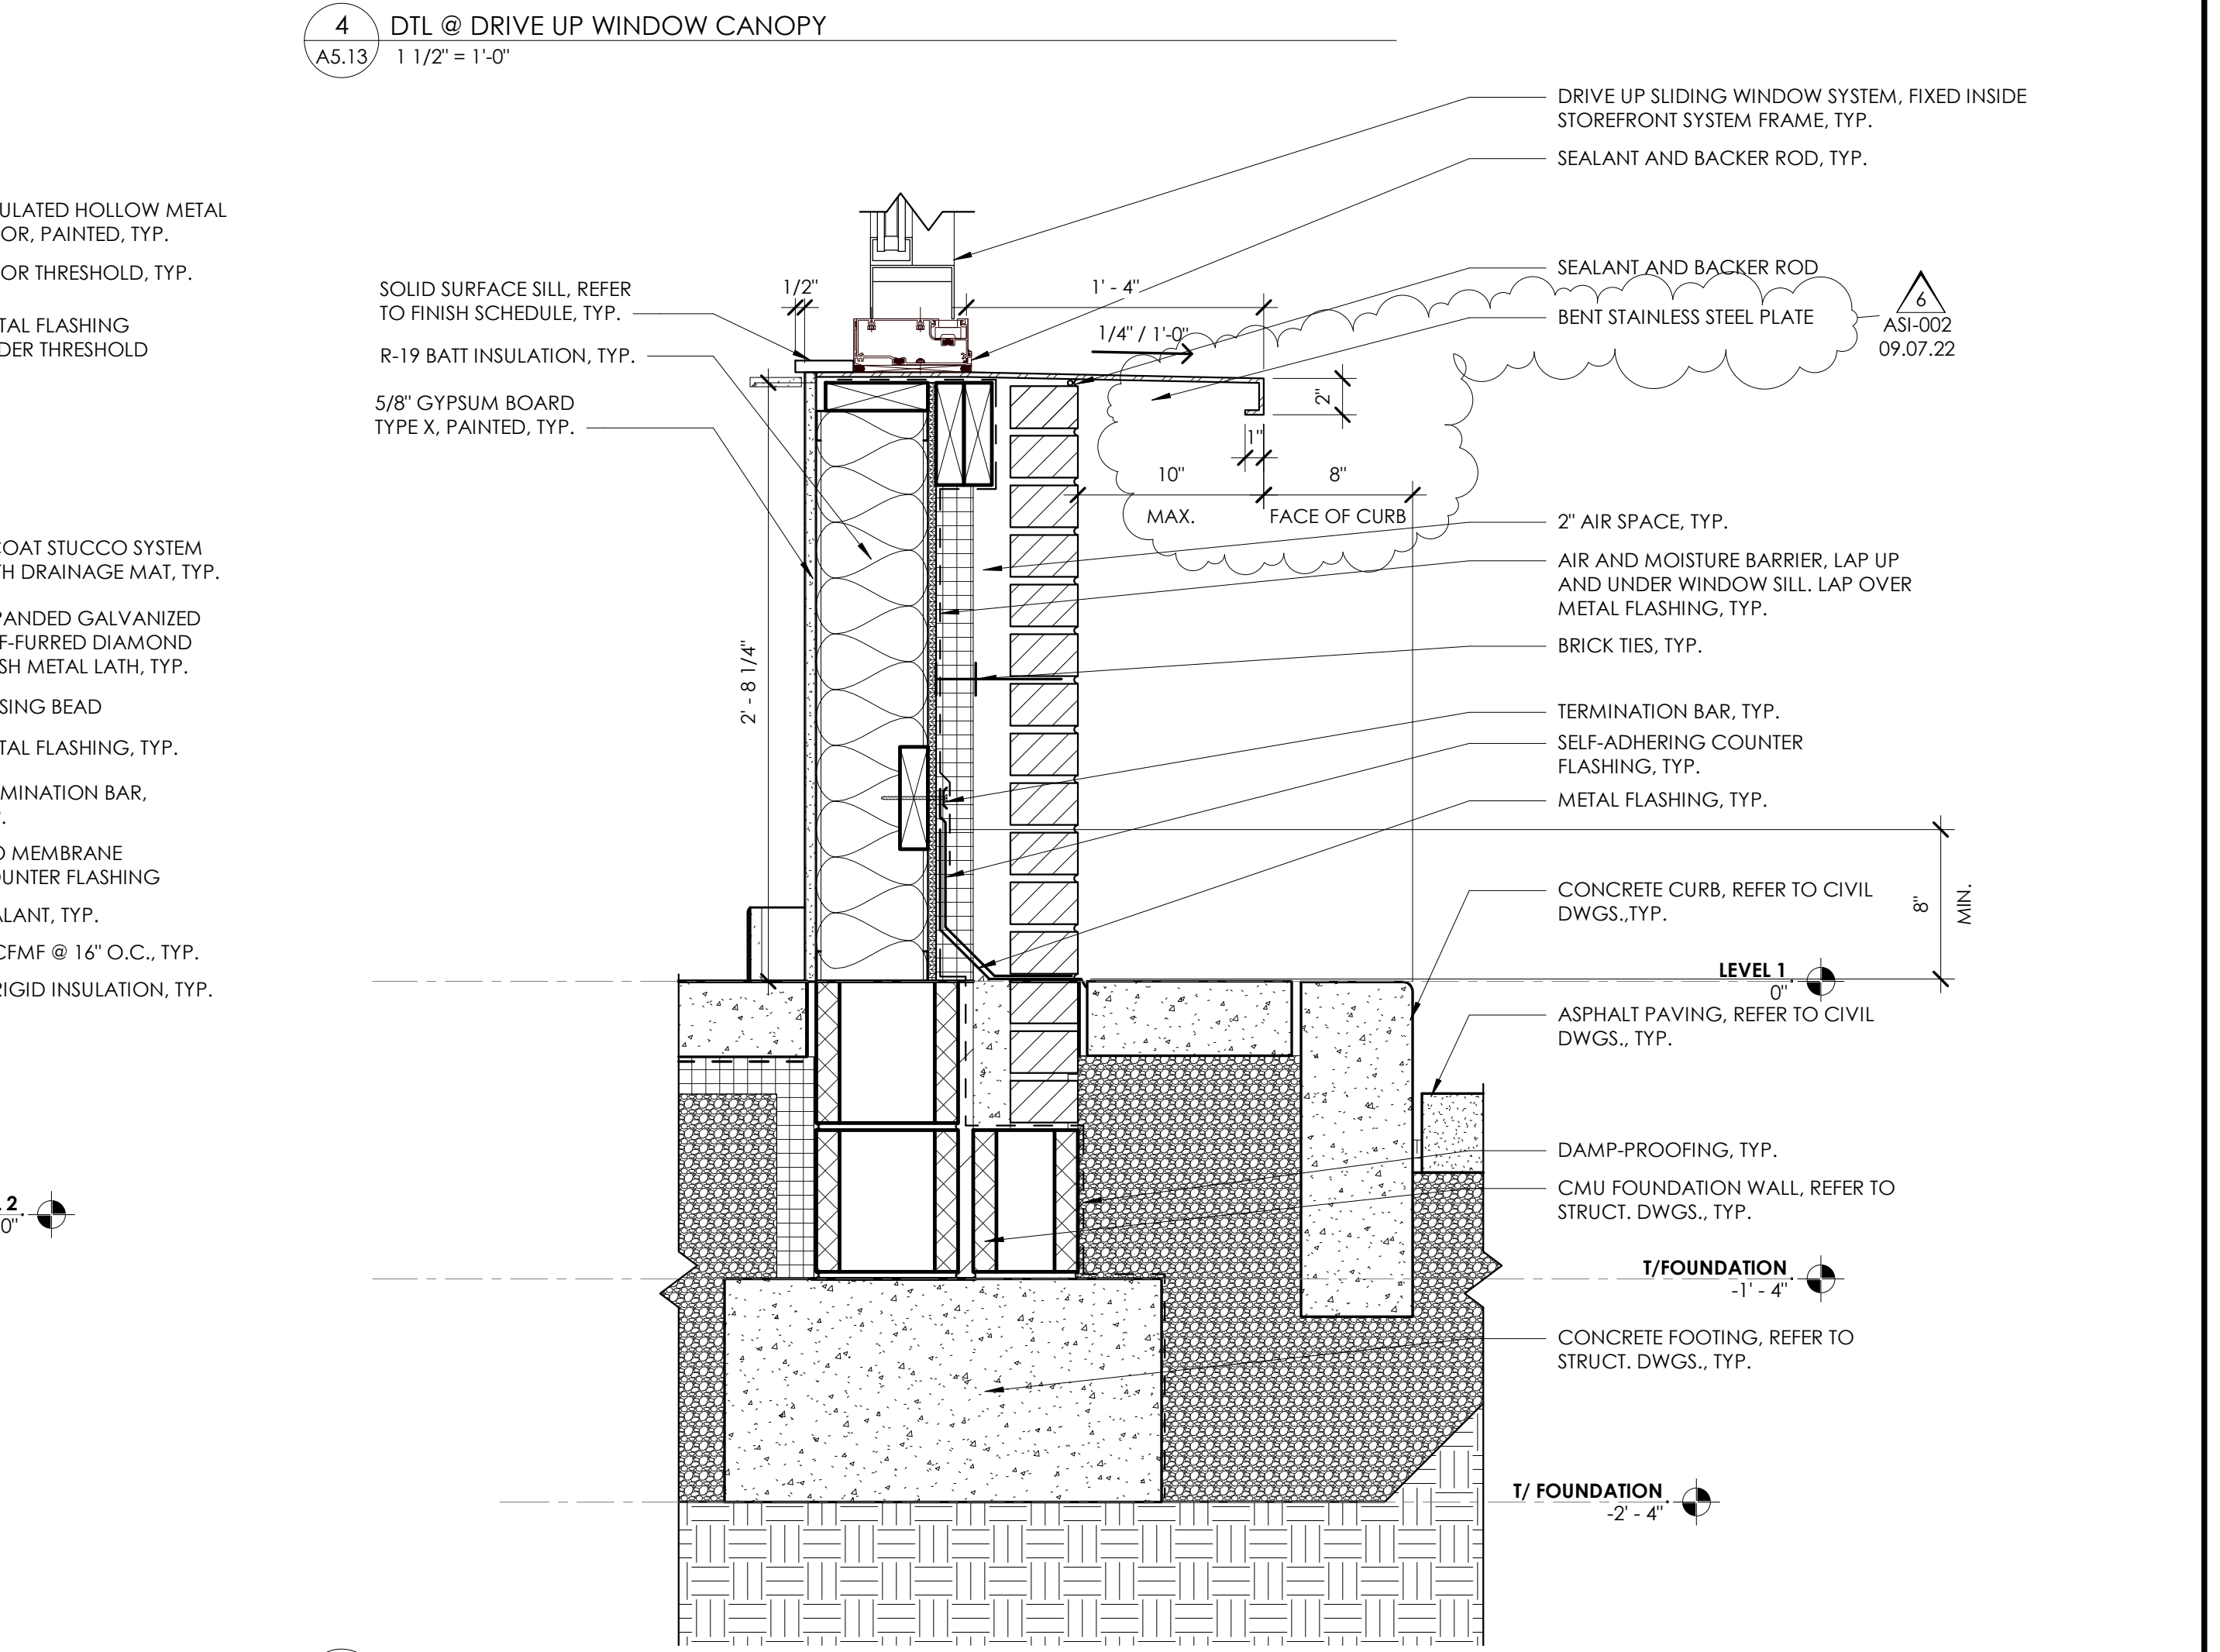 4
DTL @ DRIVE UP WINDOW CANOPY
A5.13
1 1/2" = 1'-0"
ULATED HOLLOW METAL
OR, PAINTED, TYP.
OR THRESHOLD, TYP.
TAL FLASHING
DER THRESHOLD
COAT STUCCO SYSTEM
TH DRAINAGE MAT, TYP.
PANDED GALVANIZED
F-FURRED DIAMOND
SH METAL LATH, TYP.
SING BEAD
TAL FLASHING, TYP.
RMINATION BAR,
P.
D MEMBRANE
OUNTER FLASHING
ALANT, TYP.
CFMF @ 16" O.C., TYP.
RIGID INSULATION, TYP.
2
0"
SOLID SURFACE SILL, REFER
TO FINISH SCHEDULE, TYP.
R-19 BATT INSULATION, TYP.
5/8" GYPSUM BOARD
TYPE X, PAINTED, TYP.
1/2"
1' - 4"
1/4" / 1'-0"
2"
1"
10"
MAX.
8"
FACE OF CURB
2' - 8 1/4"
DRIVE UP SLIDING WINDOW SYSTEM, FIXED INSIDE
STOREFRONT SYSTEM FRAME, TYP.
SEALANT AND BACKER ROD, TYP.
SEALANT AND BACKER ROD
BENT STAINLESS STEEL PLATE
6
ASI-002
09.07.22
2" AIR SPACE, TYP.
AIR AND MOISTURE BARRIER, LAP UP
AND UNDER WINDOW SILL. LAP OVER
METAL FLASHING, TYP.
BRICK TIES, TYP.
TERMINATION BAR, TYP.
SELF-ADHERING COUNTER
FLASHING, TYP.
METAL FLASHING, TYP.
CONCRETE CURB, REFER TO CIVIL
DWGS.,TYP.
8"
MIN.
LEVEL 1
0"
ASPHALT PAVING, REFER TO CIVIL
DWGS., TYP.
DAMP-PROOFING, TYP.
CMU FOUNDATION WALL, REFER TO
STRUCT. DWGS., TYP.
T/FOUNDATION
-1' - 4"
CONCRETE FOOTING, REFER TO
STRUCT. DWGS., TYP.
T/ FOUNDATION
-2' - 4"